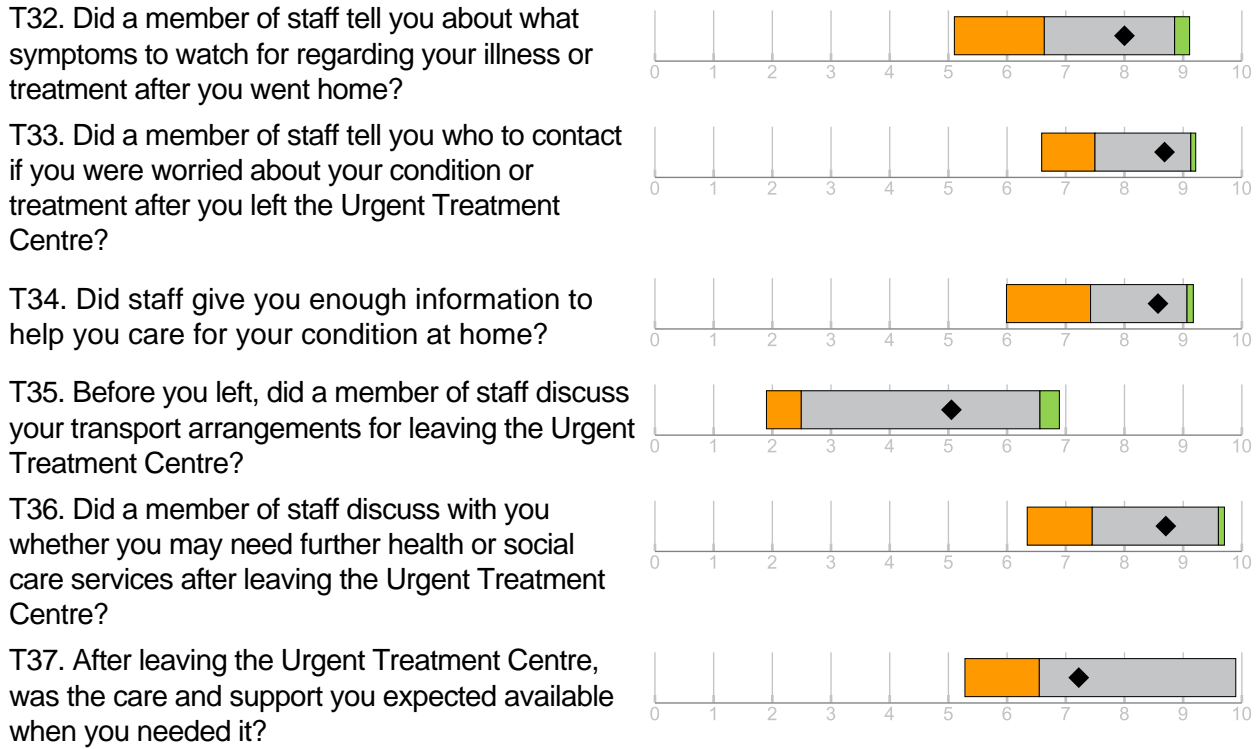 T32. Did a member of staff tell you about what
symptoms to watch for regarding your illness or
treatment after you went home?
0 1 2 3 4 5 6 7 8 9 10
T33. Did a member of staff tell you who to contact
if you were worried about your condition or
treatment after you left the Urgent Treatment
Centre?
0 1 2 3 4 5 6 7 8 9 10
T34. Did staff give you enough information to
help you care for your condition at home?
0 1 2 3 4 5 6 7 8 9 10
T35. Before you left, did a member of staff discuss
your transport arrangements for leaving the Urgent
Treatment Centre?
0 1 2 3 4 5 6 7 8 9 10
T36. Did a member of staff discuss with you
whether you may need further health or social
care services after leaving the Urgent Treatment
Centre?
0 1 2 3 4 5 6 7 8 9 10
T37. After leaving the Urgent Treatment Centre,
was the care and support you expected available
when you needed it?
0 1 2 3 4 5 6 7 8 9 10